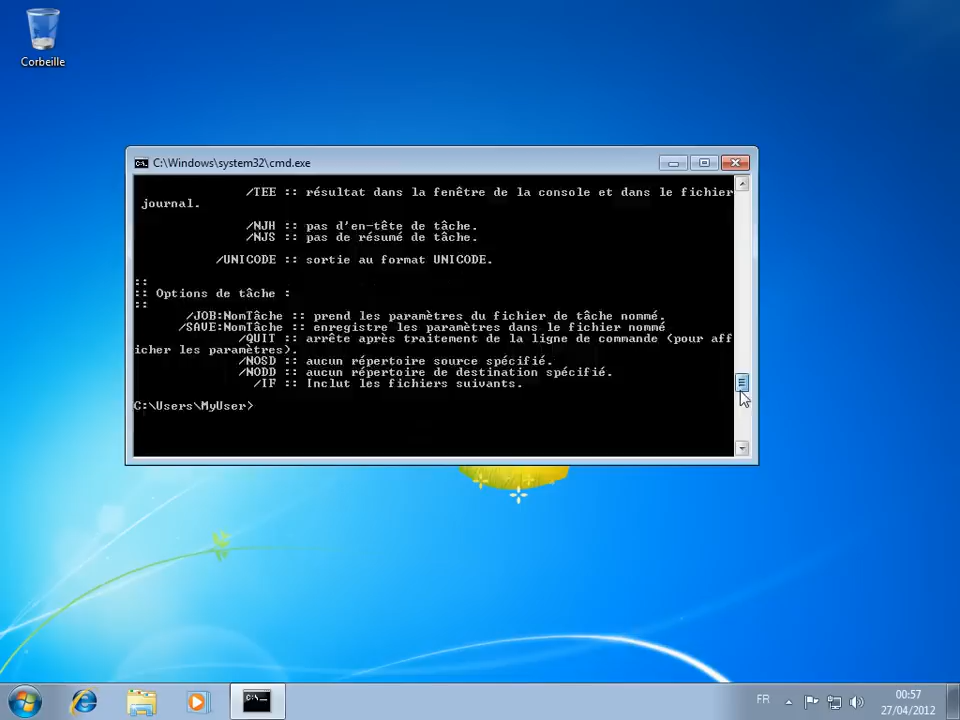 Corbeille
C:\Windows\system32\cmd.exe
/TEE :: résultat dans la fenêtre de la console et dans le fichier
journal.
/NJH :: pas d'en-tête de tâche.
/NJS :: pas de résumé de tâche.
/UNICODE :: sortie au format UNICODE.
::
:: Options de tâche :
::
/JOB:NomTâche :: prend les paramètres du fichier de tâche nommé.
/SAVE:NomTâche :: enregistre les paramètres dans le fichier nommé
/QUIT :: arrête après traitement de la ligne de commande (pour aff
icher les paramètres).
/NOSD :: aucun répertoire source spécifié.
/NODD :: aucun répertoire de destination spécifié.
/IF :: Inclut les fichiers suivants.
C:\Users\MyUser>
C:\_
FR
00:57
27/04/2012